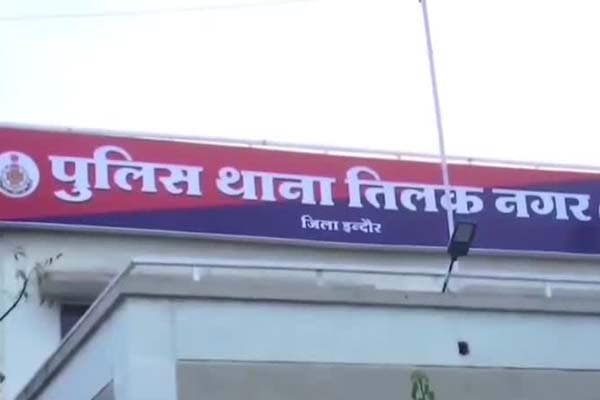 पुलिस थाना तिलक नगर
जिला इन्दौर